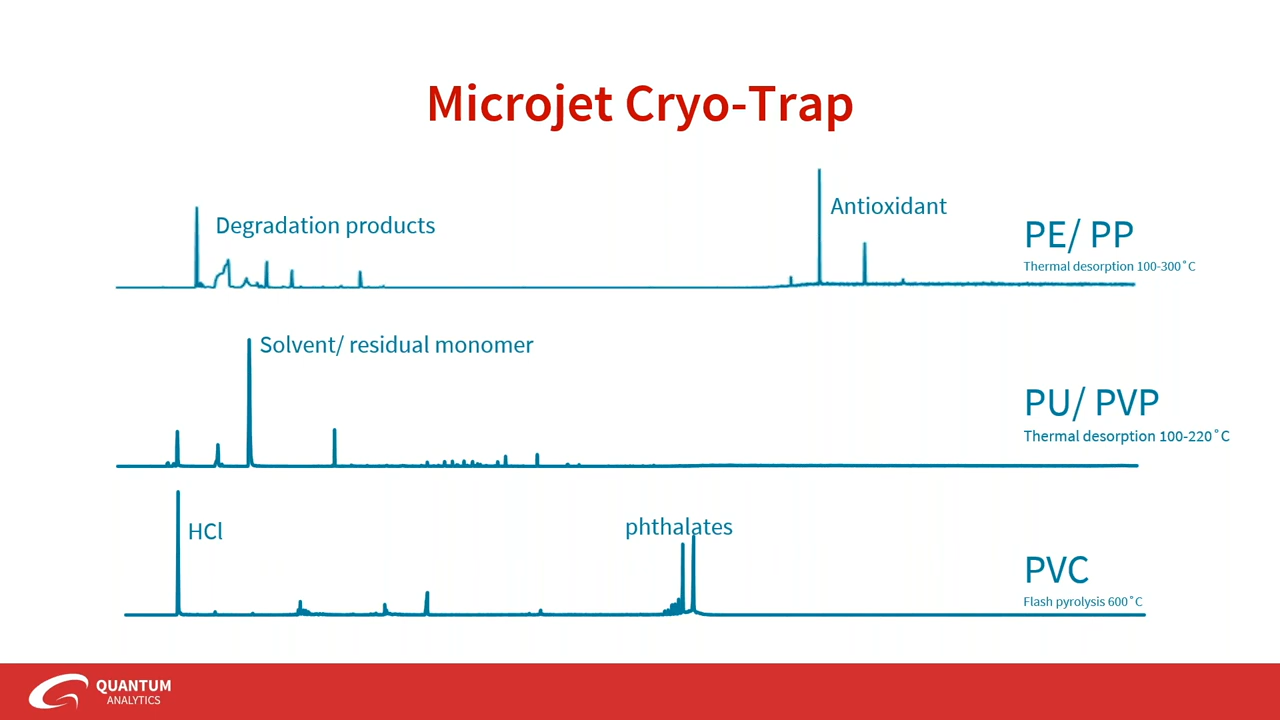 Microjet Cryo-Trap
Degradation products
Antioxidant
PE/ PP
Thermal desorption 100-300˚C
Solvent/ residual monomer
PU/ PVP
Thermal desorption 100-220˚C
HCl
phthalates
PVC
Flash pyrolysis 600˚C
QUANTUM
ANALYTICS